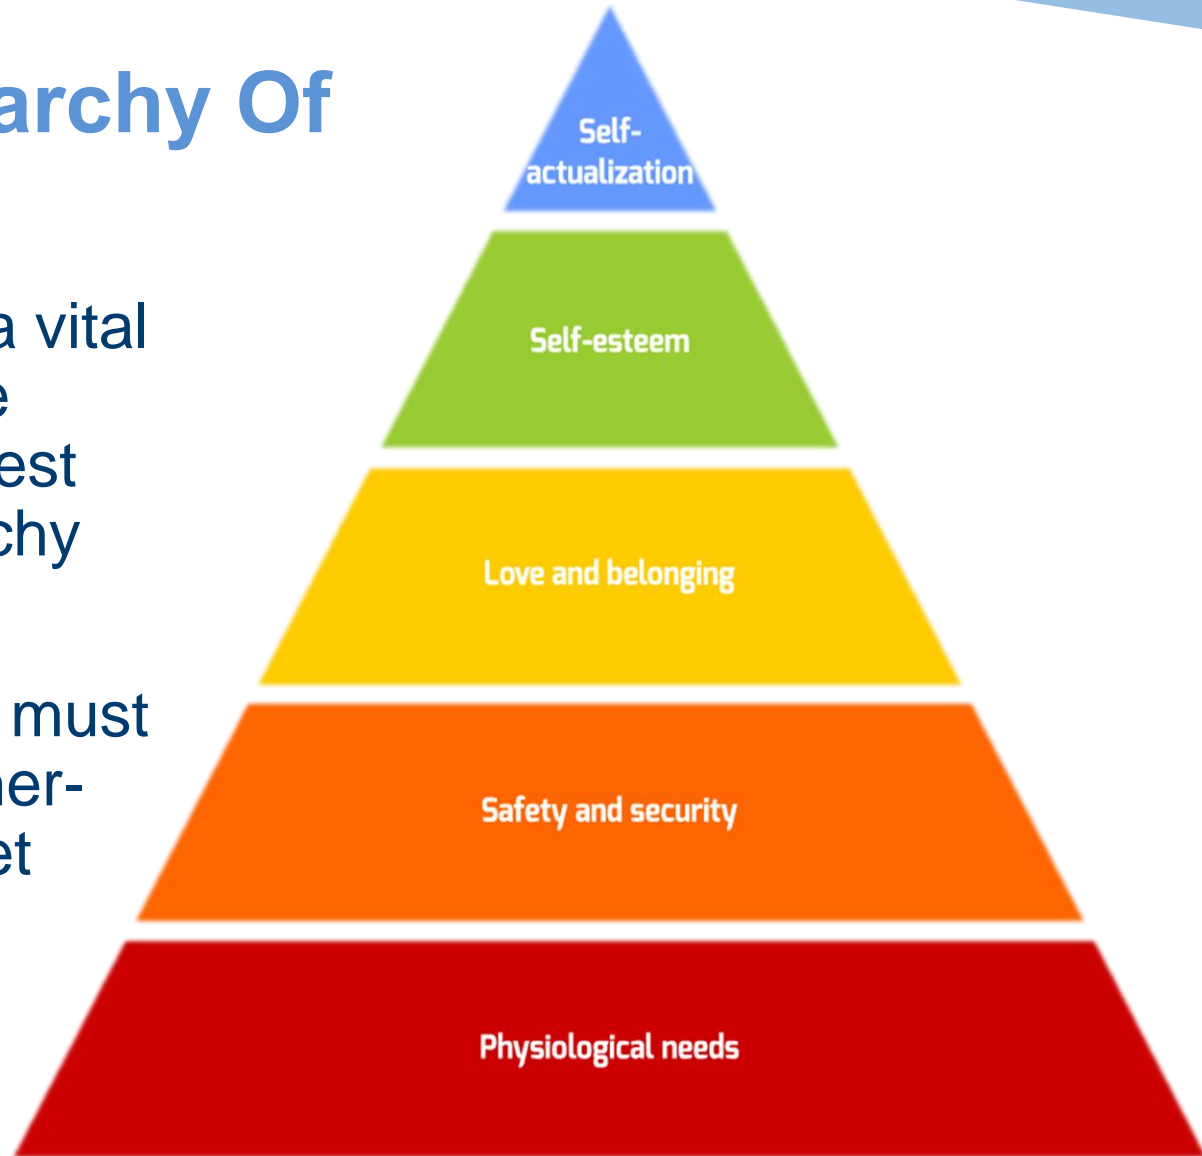 archy Of
a vital
e
est
chy
must
ner-
et
Self-
actualization
Self-esteem
Love and belonging
Safety and security
Physiological needs